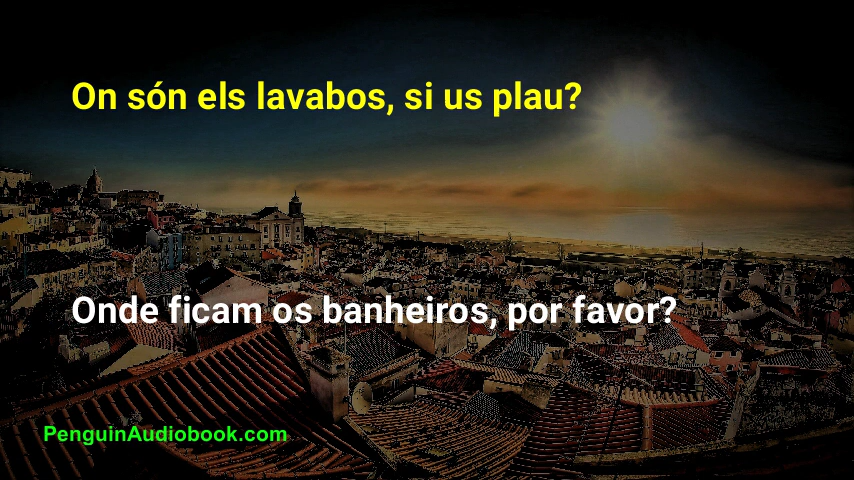 On són els lavabos, si us plau?
Onde ficam os banheiros, por favor?
PenguinAudiobook.com